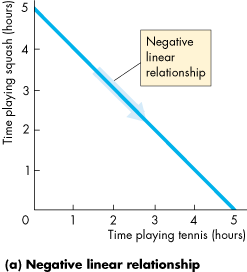 Time playing squash (hours)
5
4
3
2
1
0
Negative
linear
relationship
1 2 3 4 5
Time playing tennis (hours)
(a) Negative linear relationship